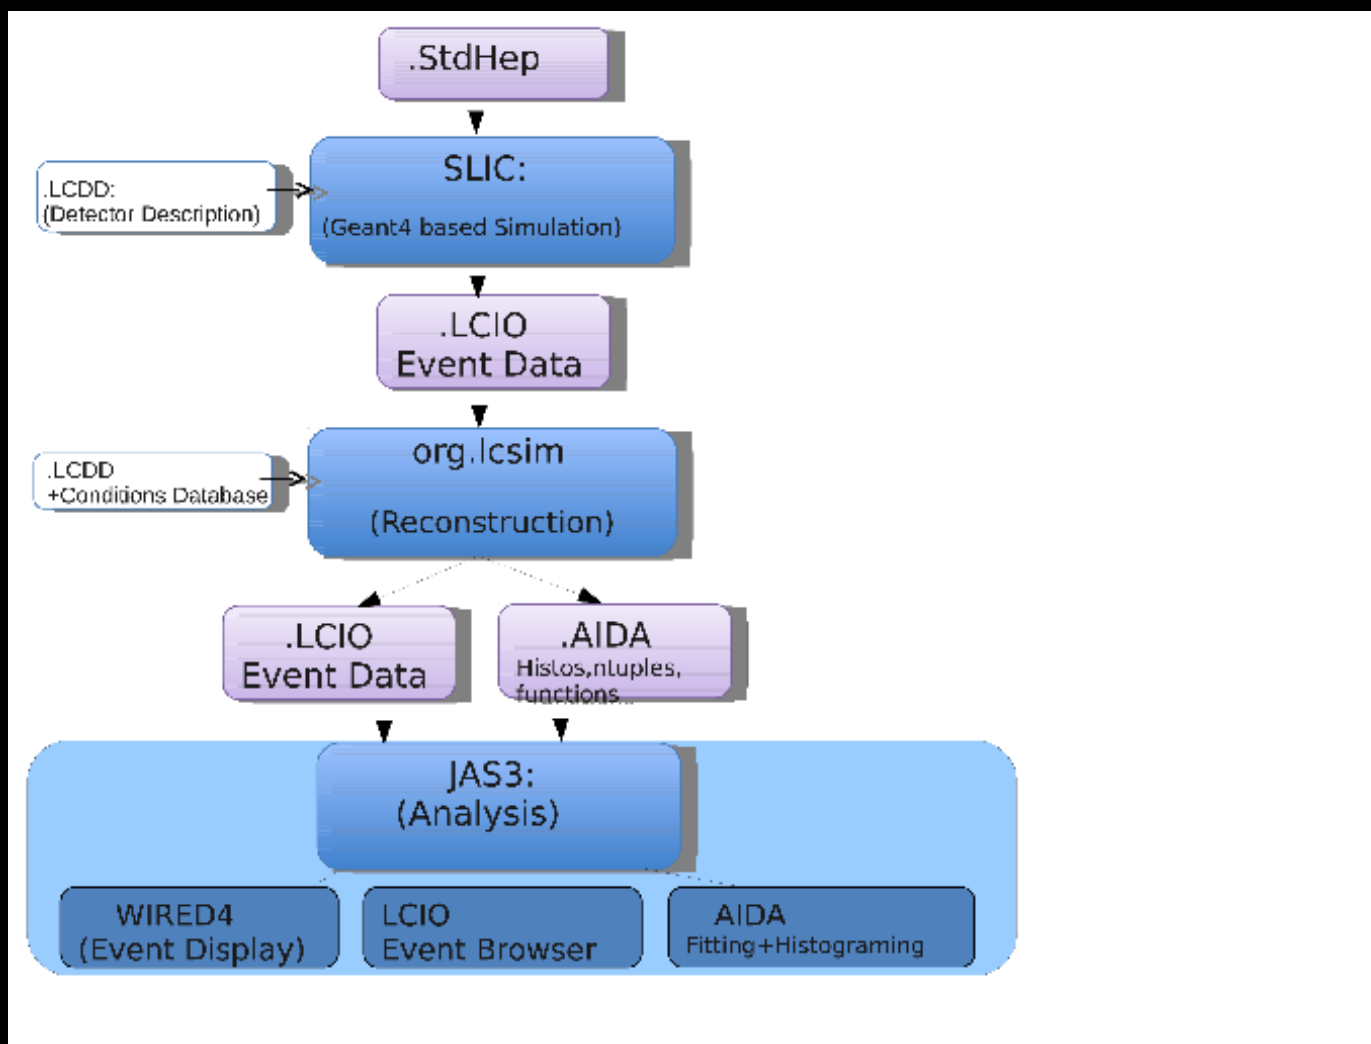 .StdHep
SLIC:
(Geant4 based Simulation)
.LCDD:
(Detector Description)
.LCIO
Event Data
org.lcsim
(Reconstruction)
.LCDD
+Conditions Database
.LCIO
Event Data
.AIDA
Histos,ntuples,
functions...
JAS3:
(Analysis)
WIRED4
(Event Display)
LCIO
Event Browser
AIDA
Fitting+Histograming